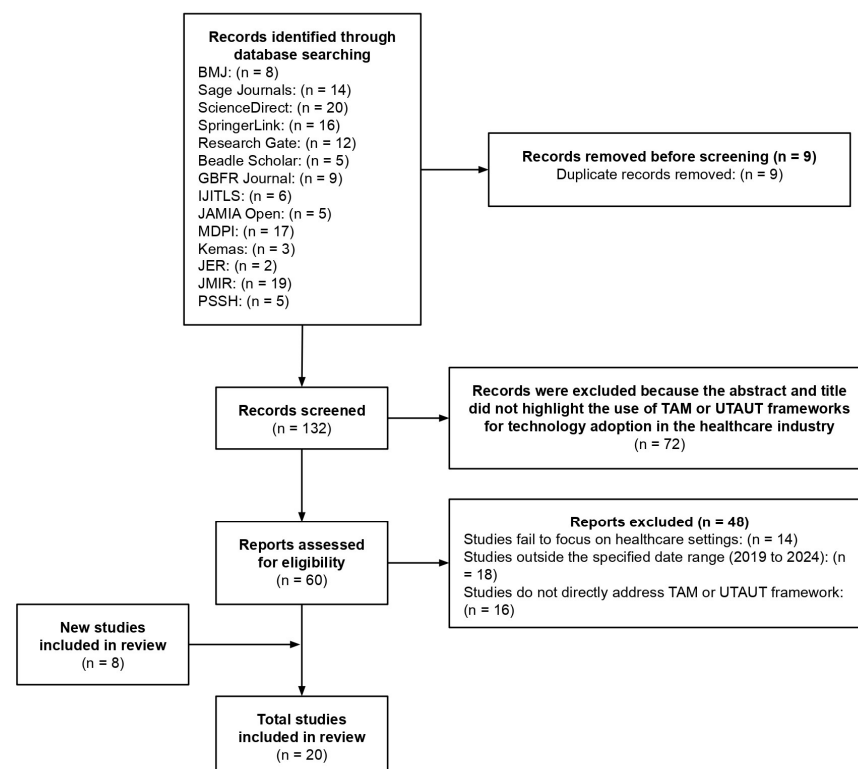 Records identified through
database searching
BMJ: (n = 8)
Sage Journals: (n = 14)
ScienceDirect: (n = 20)
SpringerLink: (n = 16)
Research Gate: (n = 12)
Beadle Scholar: (n = 5)
GBFR Journal: (n = 9)
IJITLS: (n = 6)
JAMIA Open: (n = 5)
MDPI: (n = 17)
Kemas: (n = 3)
JER: (n = 2)
JMIR: (n = 19)
PSSH: (n = 5)
Records removed before screening (n = 9)
Duplicate records removed: (n = 9)
Records screened
(n = 132)
Records were excluded because the abstract and title
did not highlight the use of TAM or UTAUT frameworks
for technology adoption in the healthcare industry
(n = 72)
Reports assessed
for eligibility
(n = 60)
Reports excluded (n = 48)
Studies fail to focus on healthcare settings: (n = 14)
Studies outside the specified date range (2019 to 2024): (n
= 18)
Studies do not directly address TAM or UTAUT framework:
(n = 16)
New studies
included in review
(n = 8)
Total studies
included in review
(n = 20)